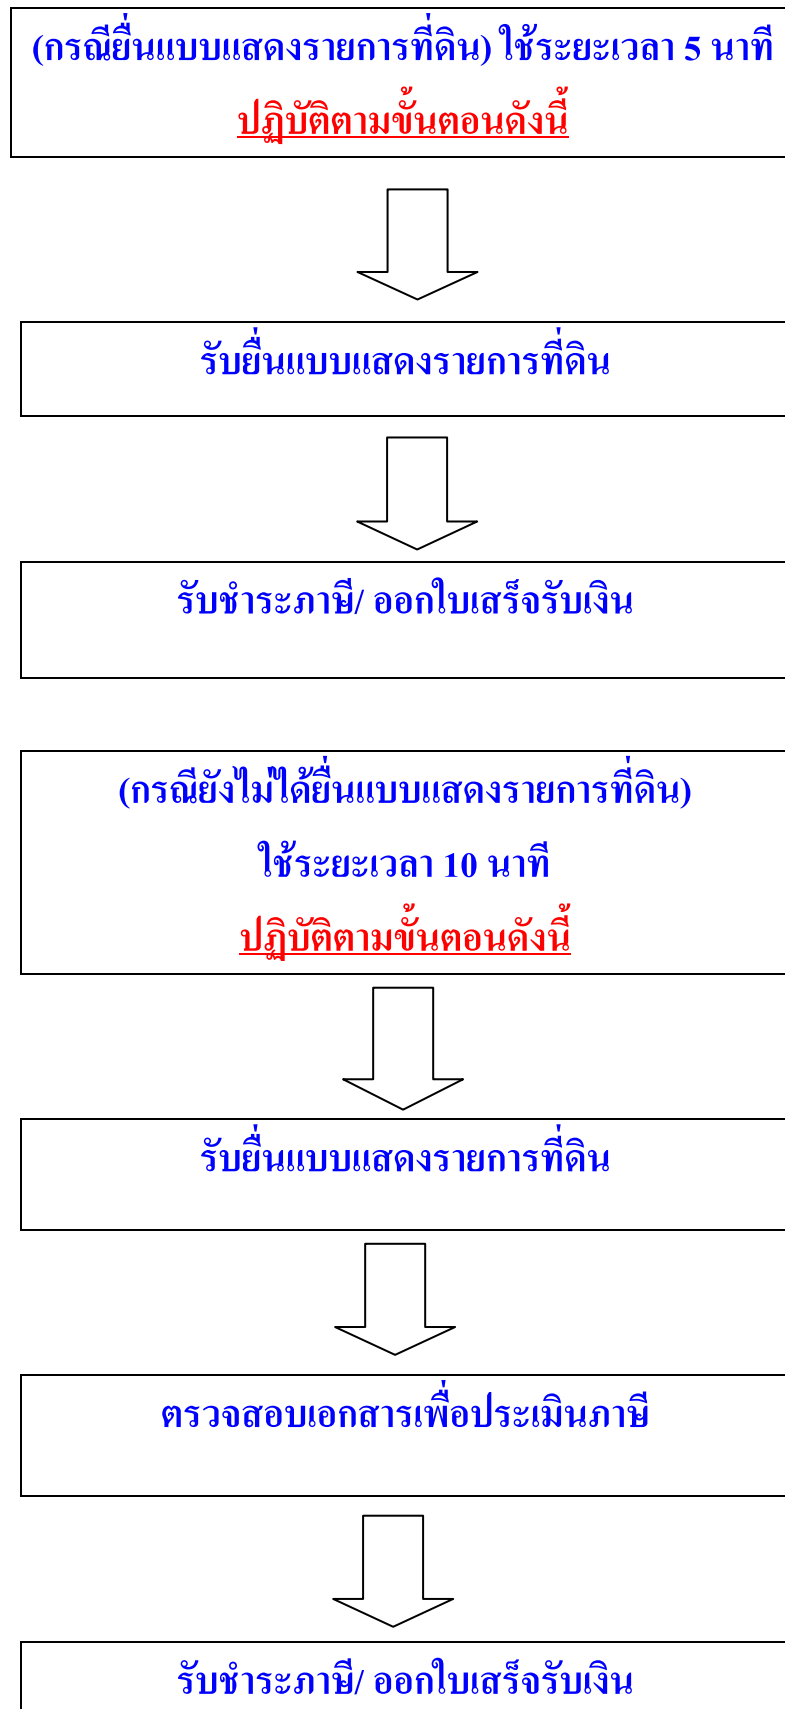 (กรณียื่นแบบแสดงรายการที่ดิน) ใช้ระยะเวลา 5 นาที
ปฏิบัติตามขั้นตอนดังนี้
รับยื่นแบบแสดงรายการที่ดิน
รับชำระภาษี/ ออกใบเสร็จรับเงิน
(กรณียังไม่ได้ยื่นแบบแสดงรายการที่ดิน)
ใช้ระยะเวลา 10 นาที
ปฏิบัติตามขั้นตอนดังนี้
รับยื่นแบบแสดงรายการที่ดิน
ตรวจสอบเอกสารเพื่อประเมินภาษี
รับชำระภาษี/ ออกใบเสร็จรับเงิน